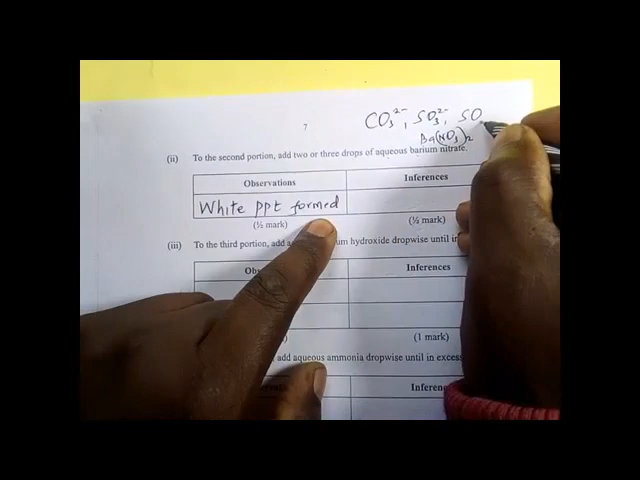 7
CO₃²⁻, SO₃²⁻, SO
Ba(NO₃)₂
(ii) To the second portion, add two or three drops of aqueous barium nitrate.
Observations Inferences
White ppt formed
(½ mark) (½ mark)
(iii) To the third portion, add hydroxide dropwise until in
Inferences
(1 mark)
add aqueous ammonia dropwise until in excess